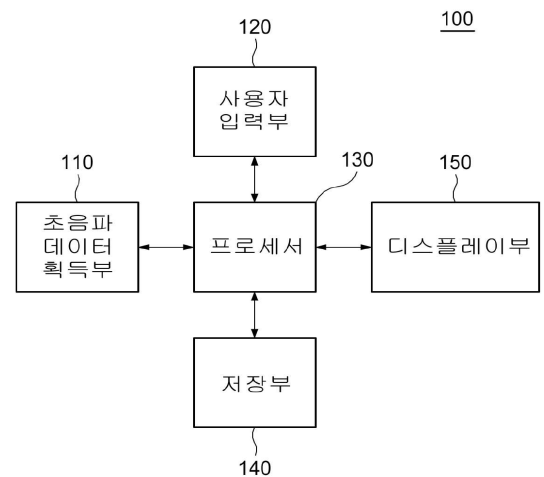 100
120
사용자
입력부
110
130
150
초음파
데이터
획득부
프로세서
디스플레이부
저장부
140